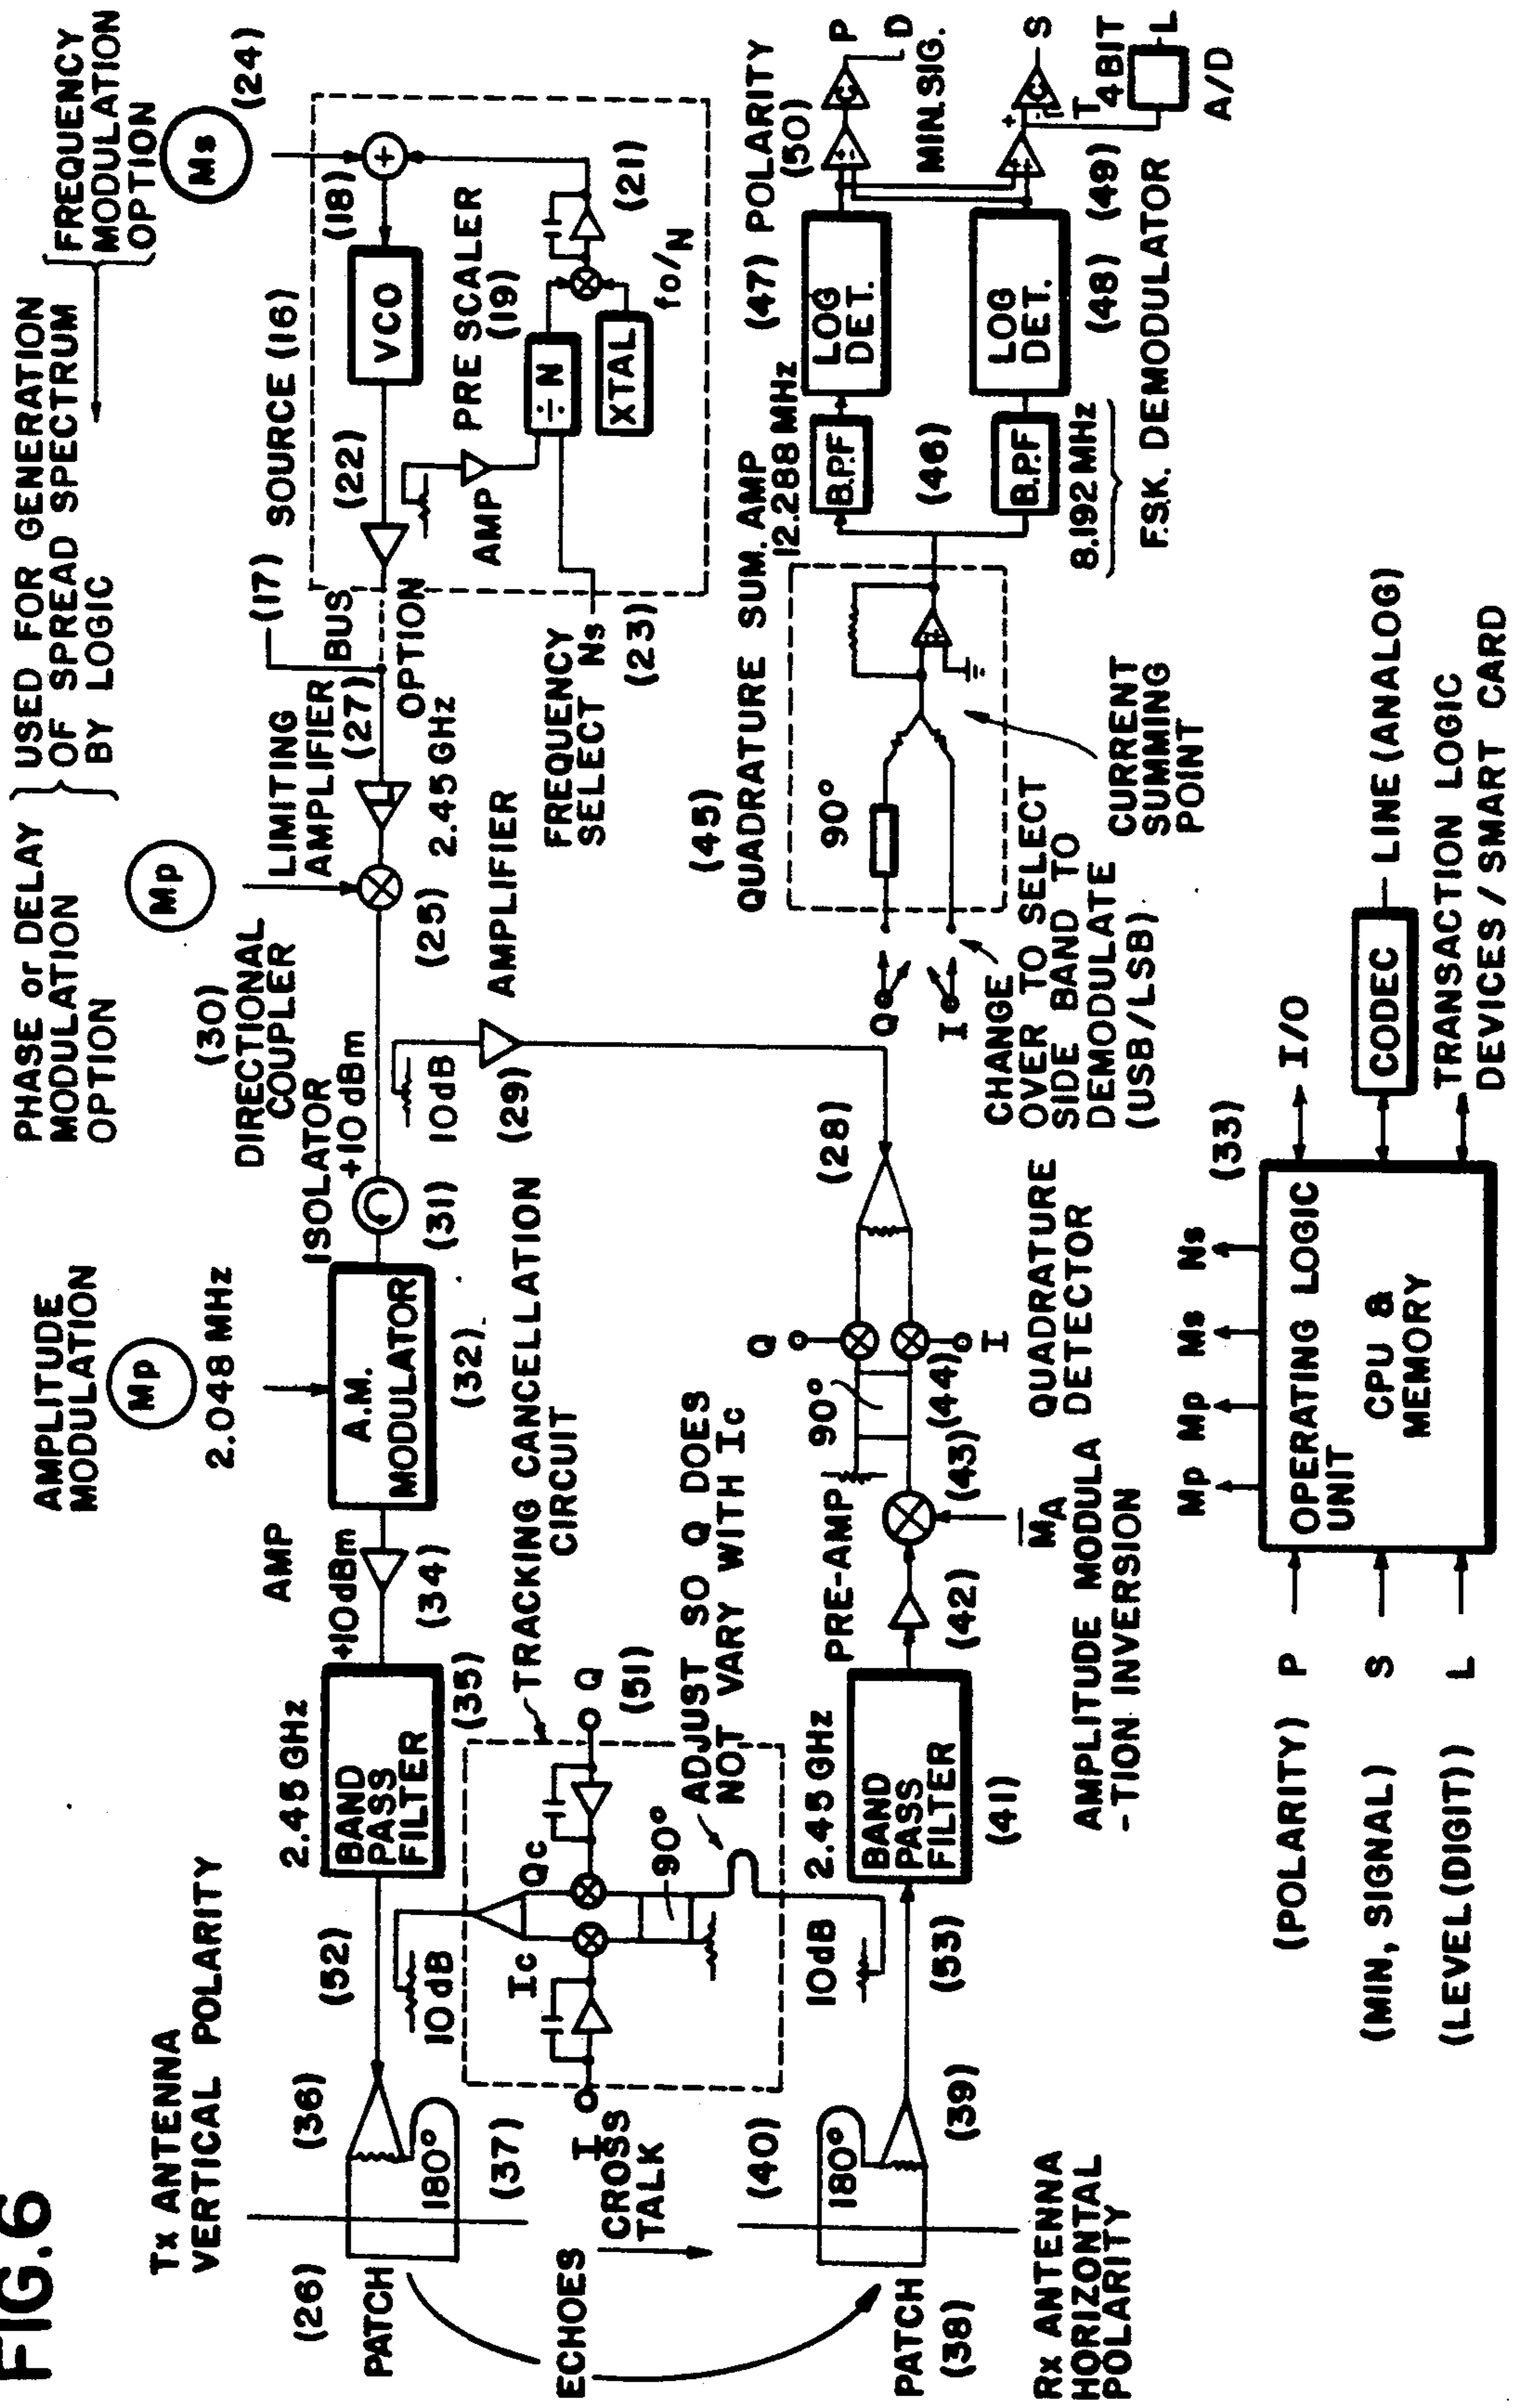 FIG.6
PHASE or DELAY
MODULATION
OPTION
USED FOR GENERATION
OF SPREAD SPECTRUM
BY LOGIC
FREQUENCY
MODULATION
OPTION
Ms
(24)
AMPLITUDE
MODULATION
Mp
2.048 MHz
Mp
Tx ANTENNA
VERTICAL POLARITY
(26)
PATCH
(36)
180°
(37)
(52)
2.45 GHz
BAND
PASS
FILTER
(35)
AMP
+10dBm
(34)
A.M.
MODULATOR
(32)
ISOLATOR
+10 dBm
(31)
(30)
DIRECTIONAL
COUPLER
10dB
(29)
AMPLIFIER
(25)
LIMITING
AMPLIFIER
(27)
2.45 GHz
(17)
BUS
OPTION
SOURCE (16)
(22)
VCO
(18)
+
AMP
PRE SCALER
(19)
÷ N
XTAL
fo/N
(21)
FREQUENCY
SELECT Ns
(23)
ECHOES
CROSS
TALK
I
10dB
Ic
Qc
90°
Q
(51)
TRACKING CANCELLATION
CIRCUIT
ADJUST SO Q DOES
NOT VARY WITH Ic
10dB
PATCH
(38)
Rx ANTENNA
HORIZONTAL
POLARITY
(40)
180°
(39)
(53)
2.45 GHz
BAND
PASS
FILTER
(41)
PRE-AMP
(42)
(43)
MA
AMPLITUDE MODULA
-TION INVERSION
90°
(44)
Q
I
QUADRATURE
DETECTOR
(28)
Q
I
CHANGE
OVER TO SELECT
SIDE BAND TO
DEMODULATE
(USB/LSB)
(45)
QUADRATURE SUM. AMP
90°
CURRENT
SUMMING
POINT
12.288 MHz
B.P.F
(46)
B.P.F
8.192 MHz
F.S.K. DEMODULATOR
LOG
DET.
(47) POLARITY
(50)
LOG
DET.
(48)
(49)
C
P
D
MIN. SIG.
C
S
T
4 BIT
L
A/D
(POLARITY) P
(MIN, SIGNAL) S
(LEVEL (DIGIT)) L
Mp Mp Ms Ns
(33)
OPERATING LOGIC
UNIT
CPU &
MEMORY
I/O
CODEC
LINE (ANALOG)
TRANSACTION LOGIC
DEVICES / SMART CARD